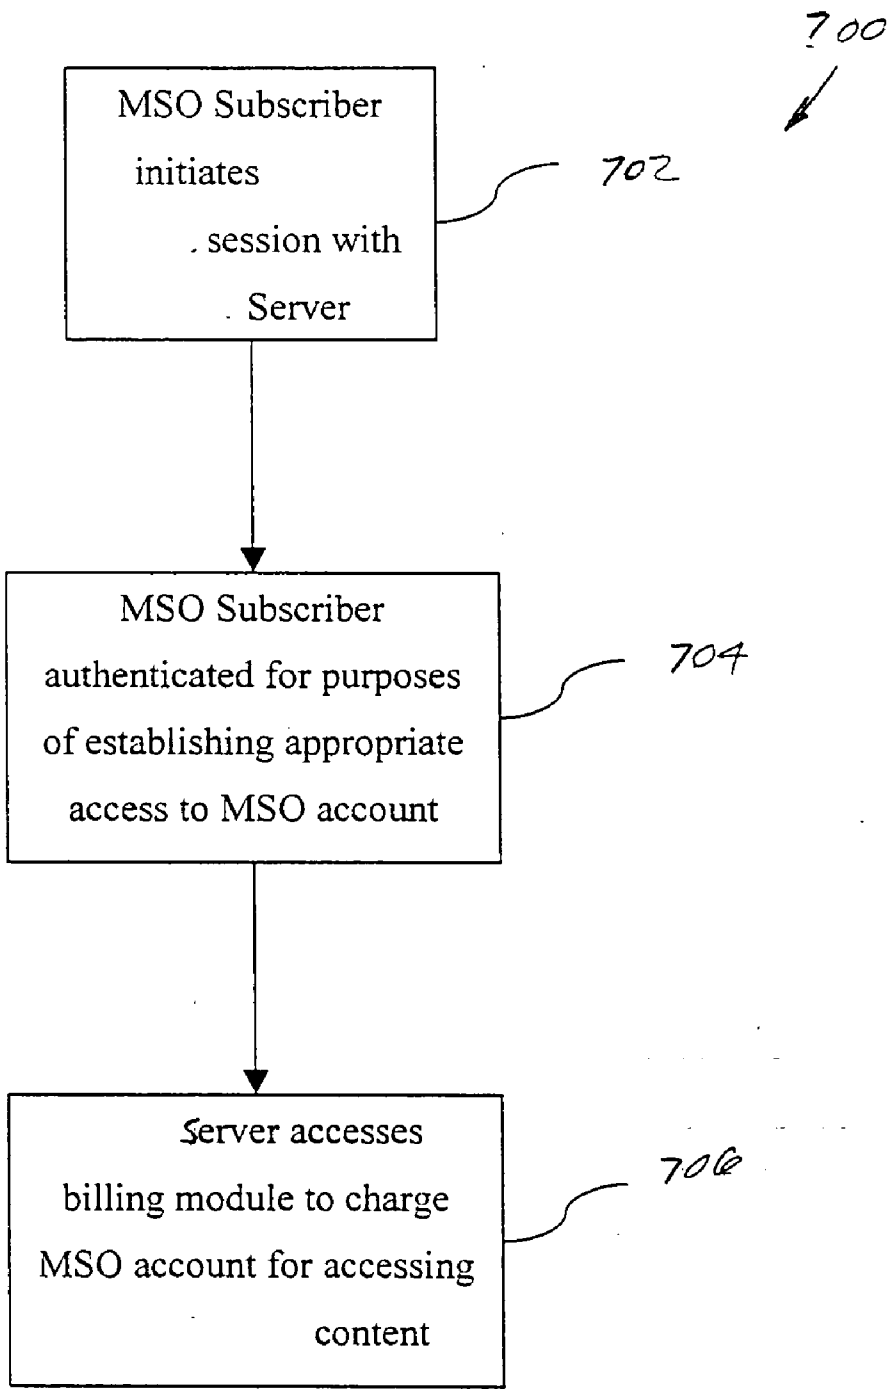 700
MSO Subscriber
initiates
session with
Server
702
MSO Subscriber
authenticated for purposes
of establishing appropriate
access to MSO account
704
Server accesses
billing module to charge
MSO account for accessing
content
706